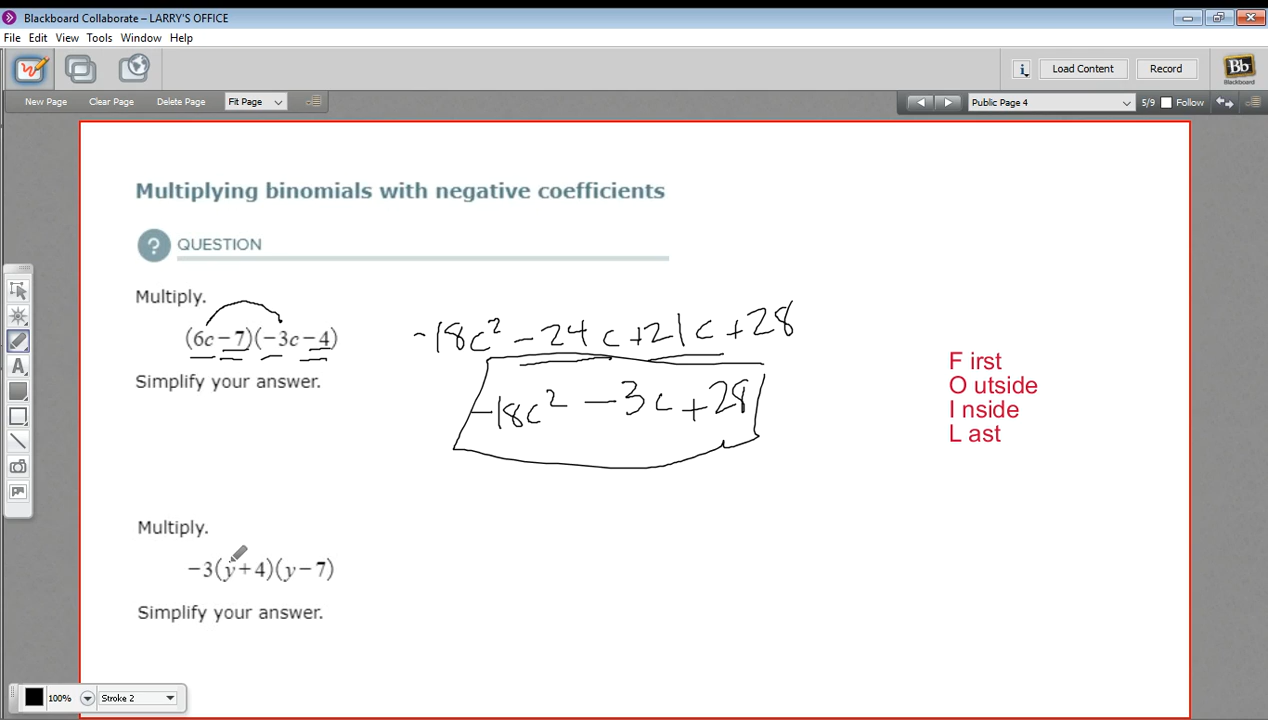 Blackboard Collaborate – LARRY'S OFFICE
File Edit View Tools Window Help
i Load Content Record Bb Blackboard
New Page Clear Page Delete Page Fit Page Public Page 4 5/9 Follow
Multiplying binomials with negative coefficients
? QUESTION
Multiply.
(6c − 7)(−3c − 4)
-18c² - 24c + 21c + 28
Simplify your answer.
-18c² - 3c + 28
F irst
O utside
I nside
L ast
Multiply.
−3(y + 4)(y − 7)
Simplify your answer.
A
100% Stroke 2